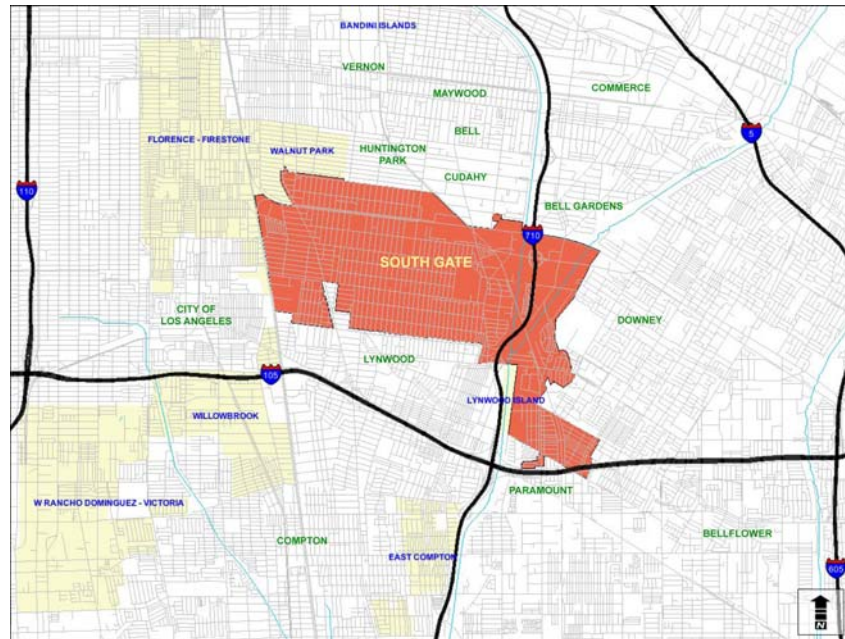 BANDINI ISLANDS
VERNON
COMMERCE
MAYWOOD
BELL
5
FLORENCE - FIRESTONE
WALNUT PARK
HUNTINGTON
PARK
CUDAHY
110
BELL GARDENS
710
SOUTH GATE
CITY OF
LOS ANGELES
DOWNEY
LYNWOOD
105
LYNWOOD ISLAND
WILLOWBROOK
PARAMOUNT
W RANCHO DOMINGUEZ - VICTORIA
BELLFLOWER
COMPTON
EAST COMPTON
605
N